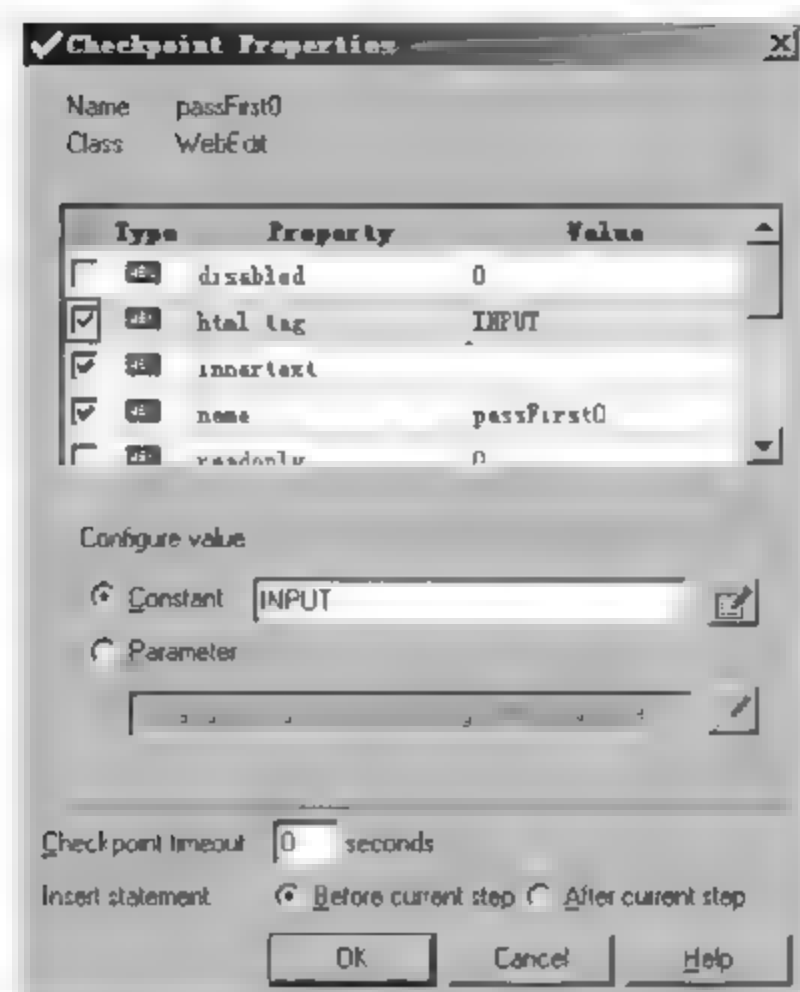 Checkpoint Properties
Name passFirst0
Class WebEdit
Type Property Value
disabled 0
html tag INPUT
innertext
name passFirst0
readonly 0
Configure value
Constant INPUT
Parameter
Checkpoint timeout 0 seconds
Insert statement Before current step After current step
OK Cancel Help